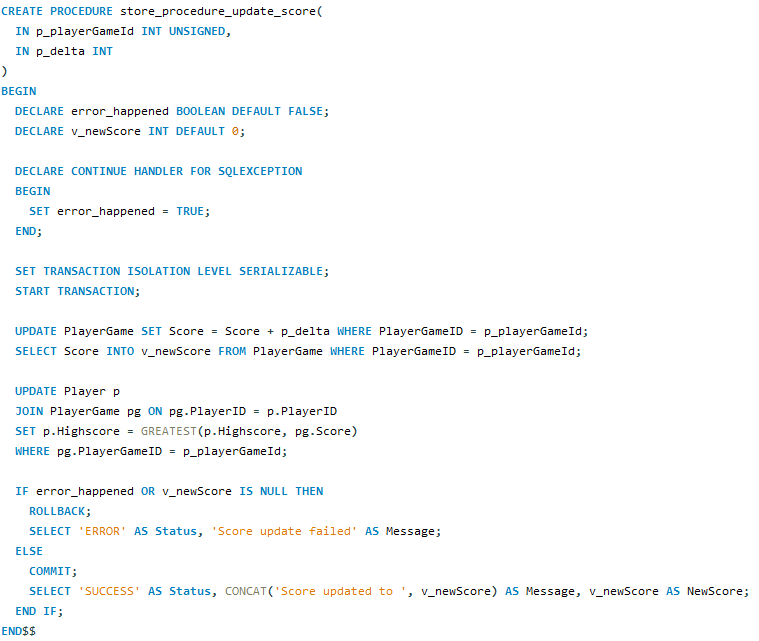 CREATE PROCEDURE store_procedure_update_score(
  IN p_playerGameId INT UNSIGNED,
  IN p_delta INT
)
BEGIN
  DECLARE error_happened BOOLEAN DEFAULT FALSE;
  DECLARE v_newScore INT DEFAULT 0;

  DECLARE CONTINUE HANDLER FOR SQLEXCEPTION
  BEGIN
    SET error_happened = TRUE;
  END;

  SET TRANSACTION ISOLATION LEVEL SERIALIZABLE;
  START TRANSACTION;

  UPDATE PlayerGame SET Score = Score + p_delta WHERE PlayerGameID = p_playerGameId;
  SELECT Score INTO v_newScore FROM PlayerGame WHERE PlayerGameID = p_playerGameId;

  UPDATE Player p
  JOIN PlayerGame pg ON pg.PlayerID = p.PlayerID
  SET p.Highscore = GREATEST(p.Highscore, pg.Score)
  WHERE pg.PlayerGameID = p_playerGameId;

  IF error_happened OR v_newScore IS NULL THEN
    ROLLBACK;
    SELECT 'ERROR' AS Status, 'Score update failed' AS Message;
  ELSE
    COMMIT;
    SELECT 'SUCCESS' AS Status, CONCAT('Score updated to ', v_newScore) AS Message, v_newScore AS NewScore;
  END IF;
END$$